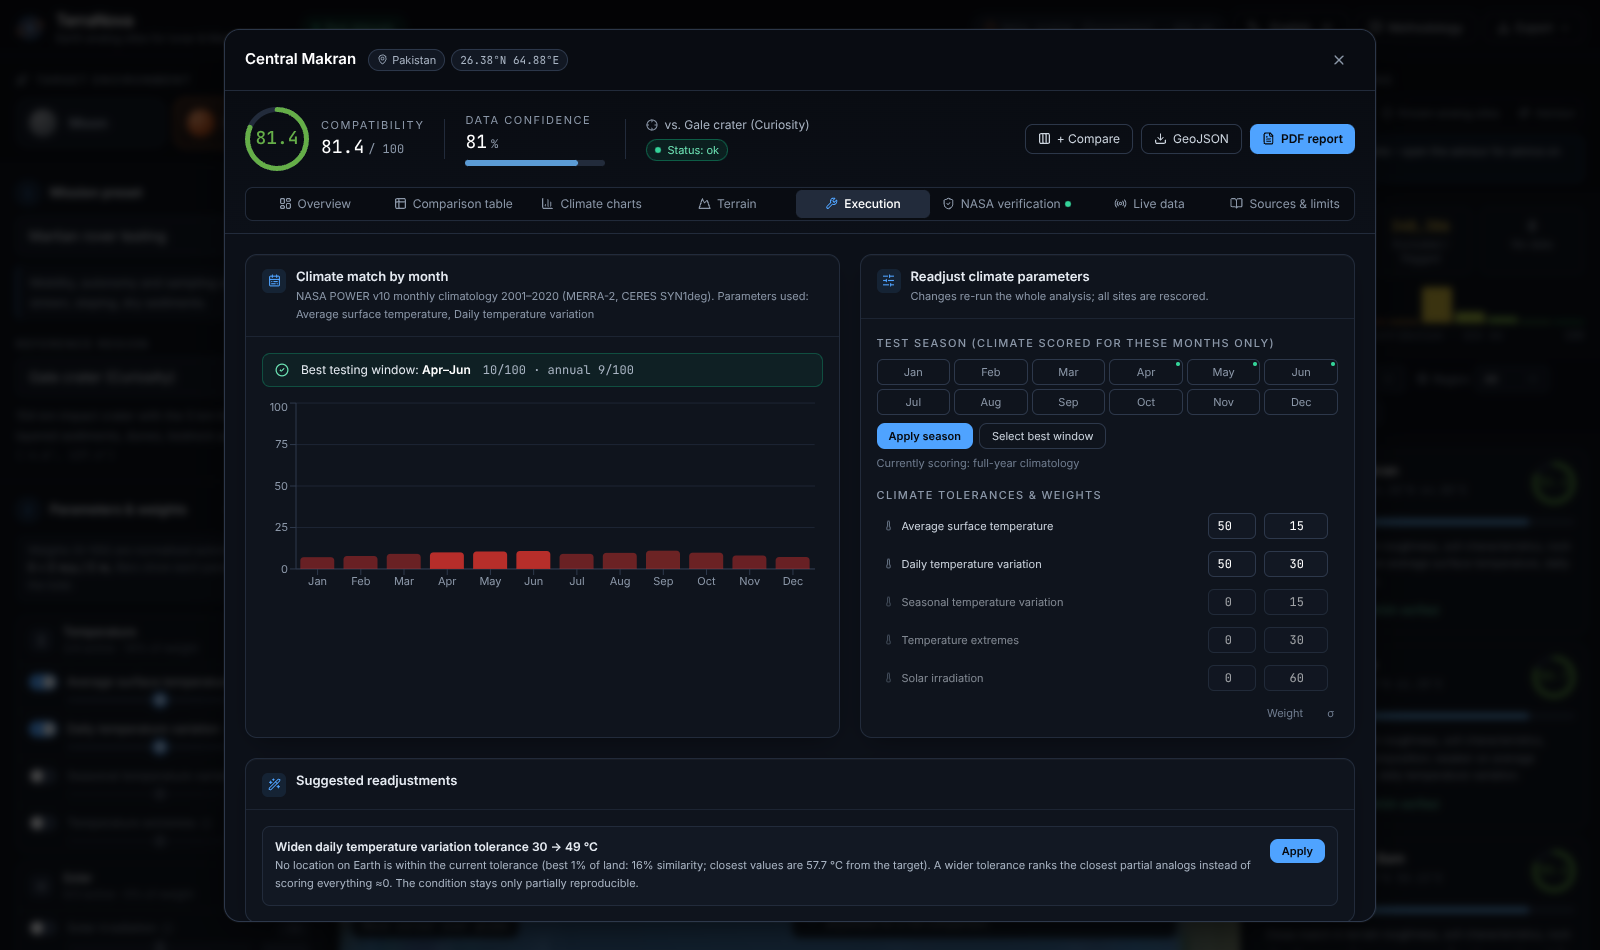 Central Makran
Pakistan
26.38°N 64.88°E
81.4
COMPATIBILITY
81.4 / 100
DATA CONFIDENCE
81 %
vs. Gale crater (Curiosity)
Status: ok
+ Compare
GeoJSON
PDF report
Overview
Comparison table
Climate charts
Terrain
Execution
NASA verification
Live data
Sources & limits
Climate match by month
NASA POWER v10 monthly climatology 2001–2020 (MERRA-2, CERES SYN1deg). Parameters used:
Average surface temperature, Daily temperature variation
Best testing window: Apr–Jun 10/100 · annual 9/100
100
75
50
25
0
Jan Feb Mar Apr May Jun Jul Aug Sep Oct Nov Dec
Readjust climate parameters
Changes re-run the whole analysis; all sites are rescored.
TEST SEASON (CLIMATE SCORED FOR THESE MONTHS ONLY)
Jan Feb Mar Apr May Jun
Jul Aug Sep Oct Nov Dec
Apply season
Select best window
Currently scoring: full-year climatology
CLIMATE TOLERANCES & WEIGHTS
Average surface temperature 50 15
Daily temperature variation 50 30
Seasonal temperature variation 0 15
Temperature extremes 0 30
Solar irradiation 0 60
Weight σ
Suggested readjustments
Widen daily temperature variation tolerance 30 → 49 °C
No location on Earth is within the current tolerance (best 1% of land: 16% similarity; closest values are 57.7 °C from the target). A wider tolerance ranks the closest partial analogs instead of
scoring everything ≈0. The condition stays only partially reproducible.
Apply